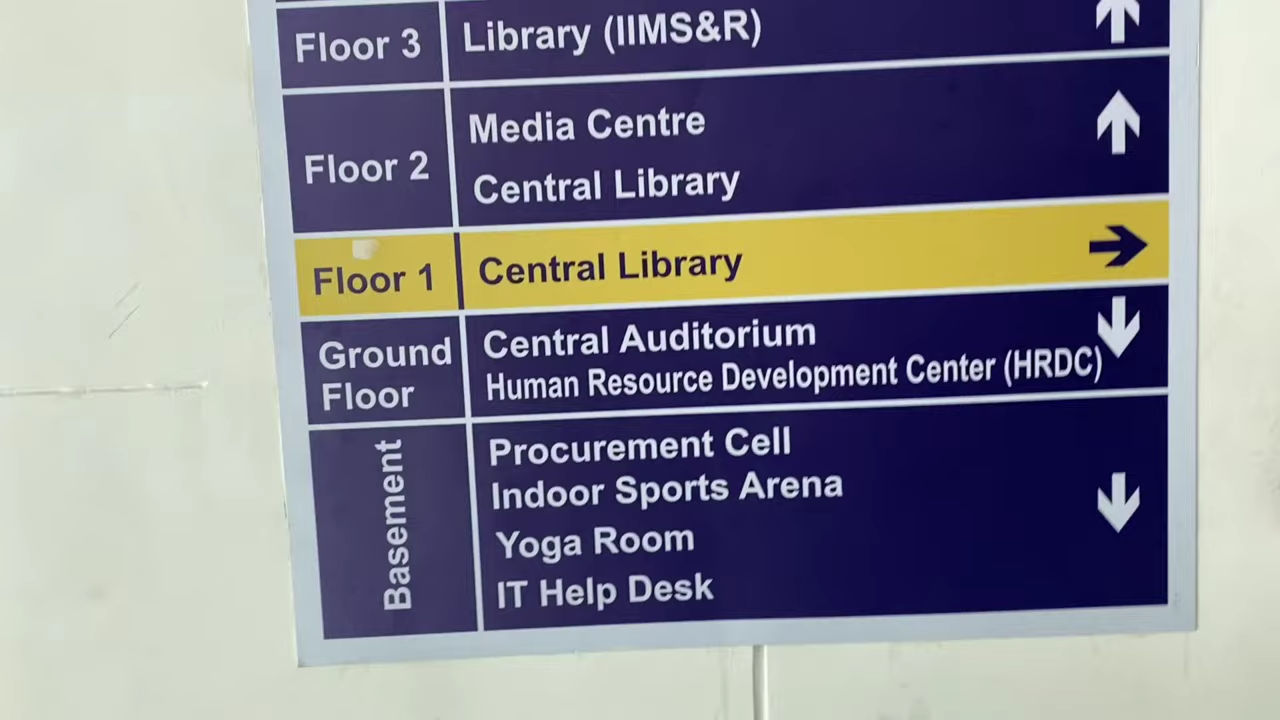 Floor 3
Library (IIMS&R)
Floor 2
Media Centre
Central Library
Floor 1
Central Library
Ground
Floor
Central Auditorium
Human Resource Development Center (HRDC)
Basement
Procurement Cell
Indoor Sports Arena
Yoga Room
IT Help Desk